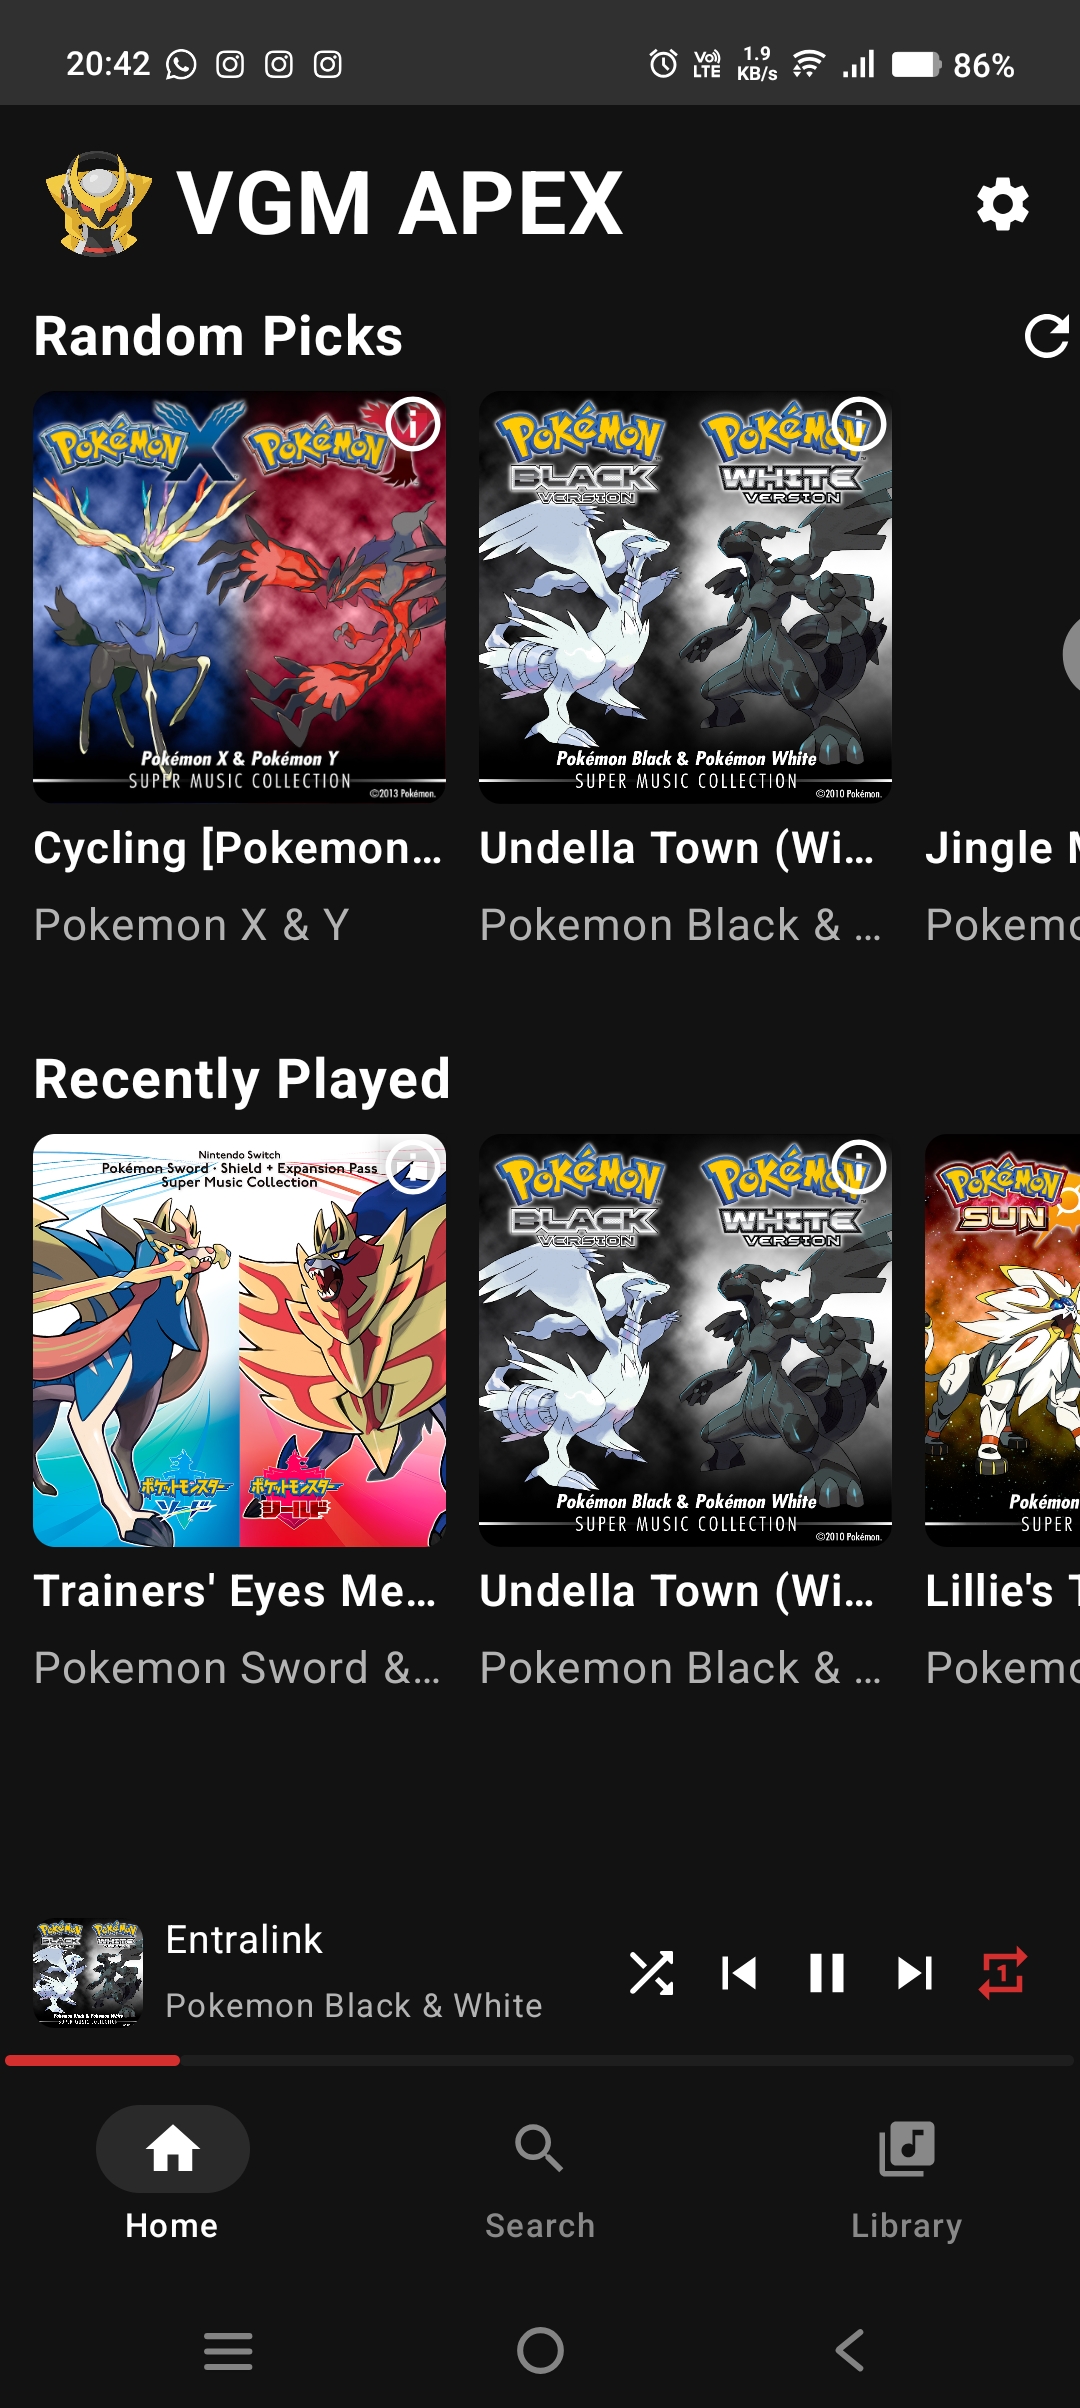 20:42
Vo)) LTE
1.9 KB/s
86%
VGM APEX
Random Picks
Pokémon X
Pokémon
Pokémon X & Pokémon Y
SUPER MUSIC COLLECTION
©2013 Pokémon.
Pokémon
BLACK
VERSION
Pokémon
WHITE
VERSION
Pokémon Black & Pokémon White
SUPER MUSIC COLLECTION
©2010 Pokémon.
Cycling [Pokemon...
Undella Town (Wi...
Jingle
Pokemon X & Y
Pokemon Black & ...
Pokemo
Recently Played
Nintendo Switch
Pokémon Sword • Shield + Expansion Pass
Super Music Collection
ポケットモンスター
ソード
ポケットモンスター
シールド
Pokémon
BLACK
VERSION
Pokémon
WHITE
VERSION
Pokémon Black & Pokémon White
SUPER MUSIC COLLECTION
©2010 Pokémon.
Pokémon
SUN
Pokémon
SUPER
Trainers' Eyes Me...
Undella Town (Wi...
Lillie's
Pokemon Sword &...
Pokemon Black & ...
Pokemo
Entralink
Pokemon Black & White
1
Home
Search
Library